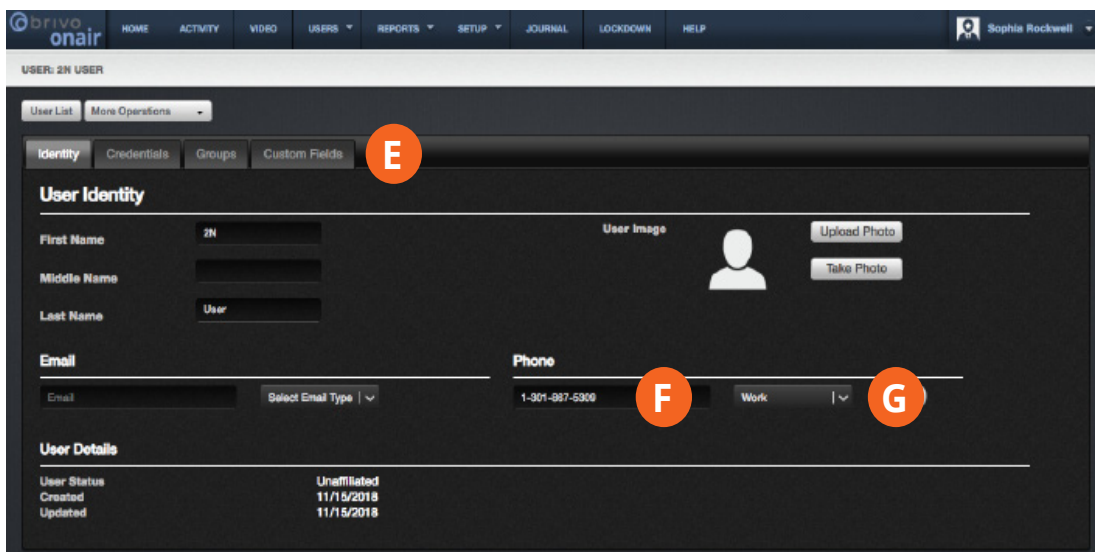 brivo onair HOME ACTIVITY VIDEO USERS REPORTS SETUP JOURNAL LOCKDOWN HELP Sophia Rockwell
USER: 2N USER
User List More Operations
Identity Credentials Groups Custom Fields E
User Identity
First Name 2N User Image Upload Photo
Middle Name Take Photo
Last Name User
Email Phone
Email Select Email Type 1-301-987-5309 F Work G
User Details
User Status Unaffiliated
Created 11/15/2018
Updated 11/15/2018